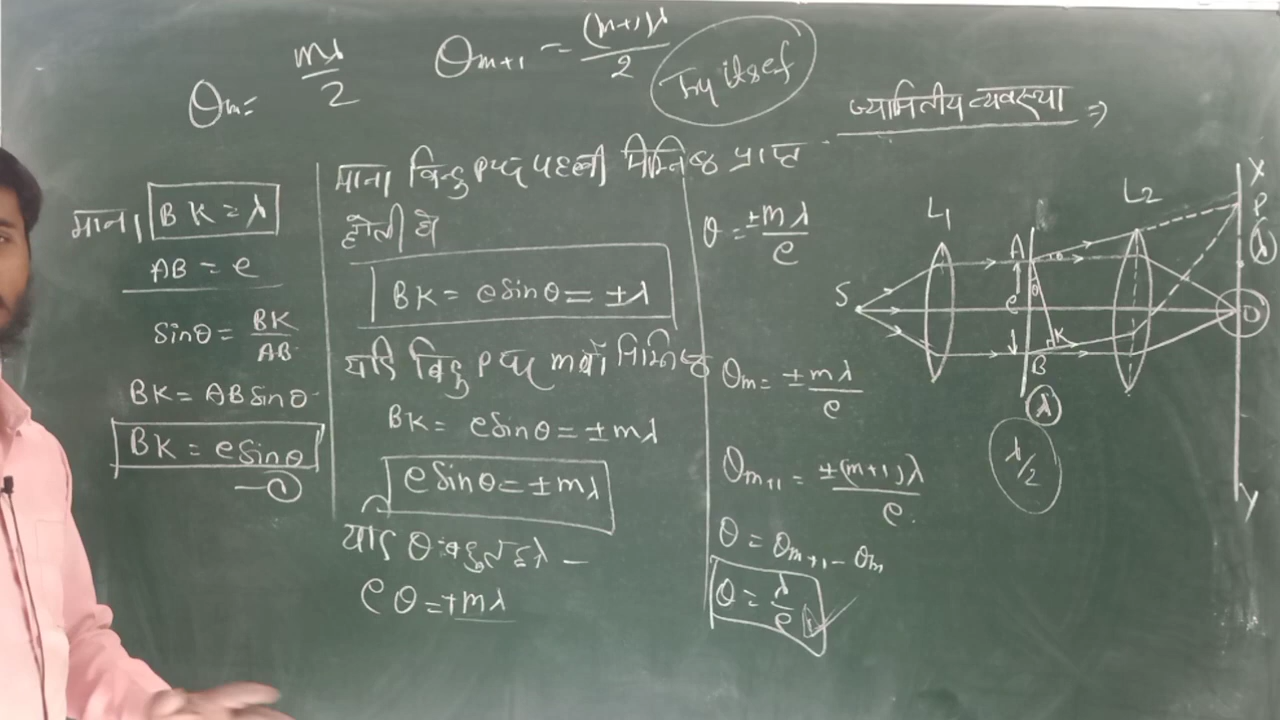 θm= mλ/2
θm+1 = (m+1)λ/2
Try itsef
ज्यामितीय व्यवस्था ⇒
माना BK = λ
AB = e
Sinθ = BK/AB
BK = AB Sinθ
BK = e Sinθ
— ①
माना बिन्दु P पर पहली निम्निष्ठ प्राप्त
होती है
BK = e Sinθ = ±λ
यदि बिन्दु P पर mवाँ निम्निष्ठ
BK = e Sinθ = ±mλ
e Sinθ = ±mλ
यदि θ बहुत
e θ = ±mλ
θ = ±mλ/e
θm = ±mλ/e
θm+1 = ±(m+1)λ/e
θ = θm+1 - θm
θ = λ/e
L1
L2
X
P
λ
A
S
e
θ
θ
O
K
B
λ
λ/2
Y